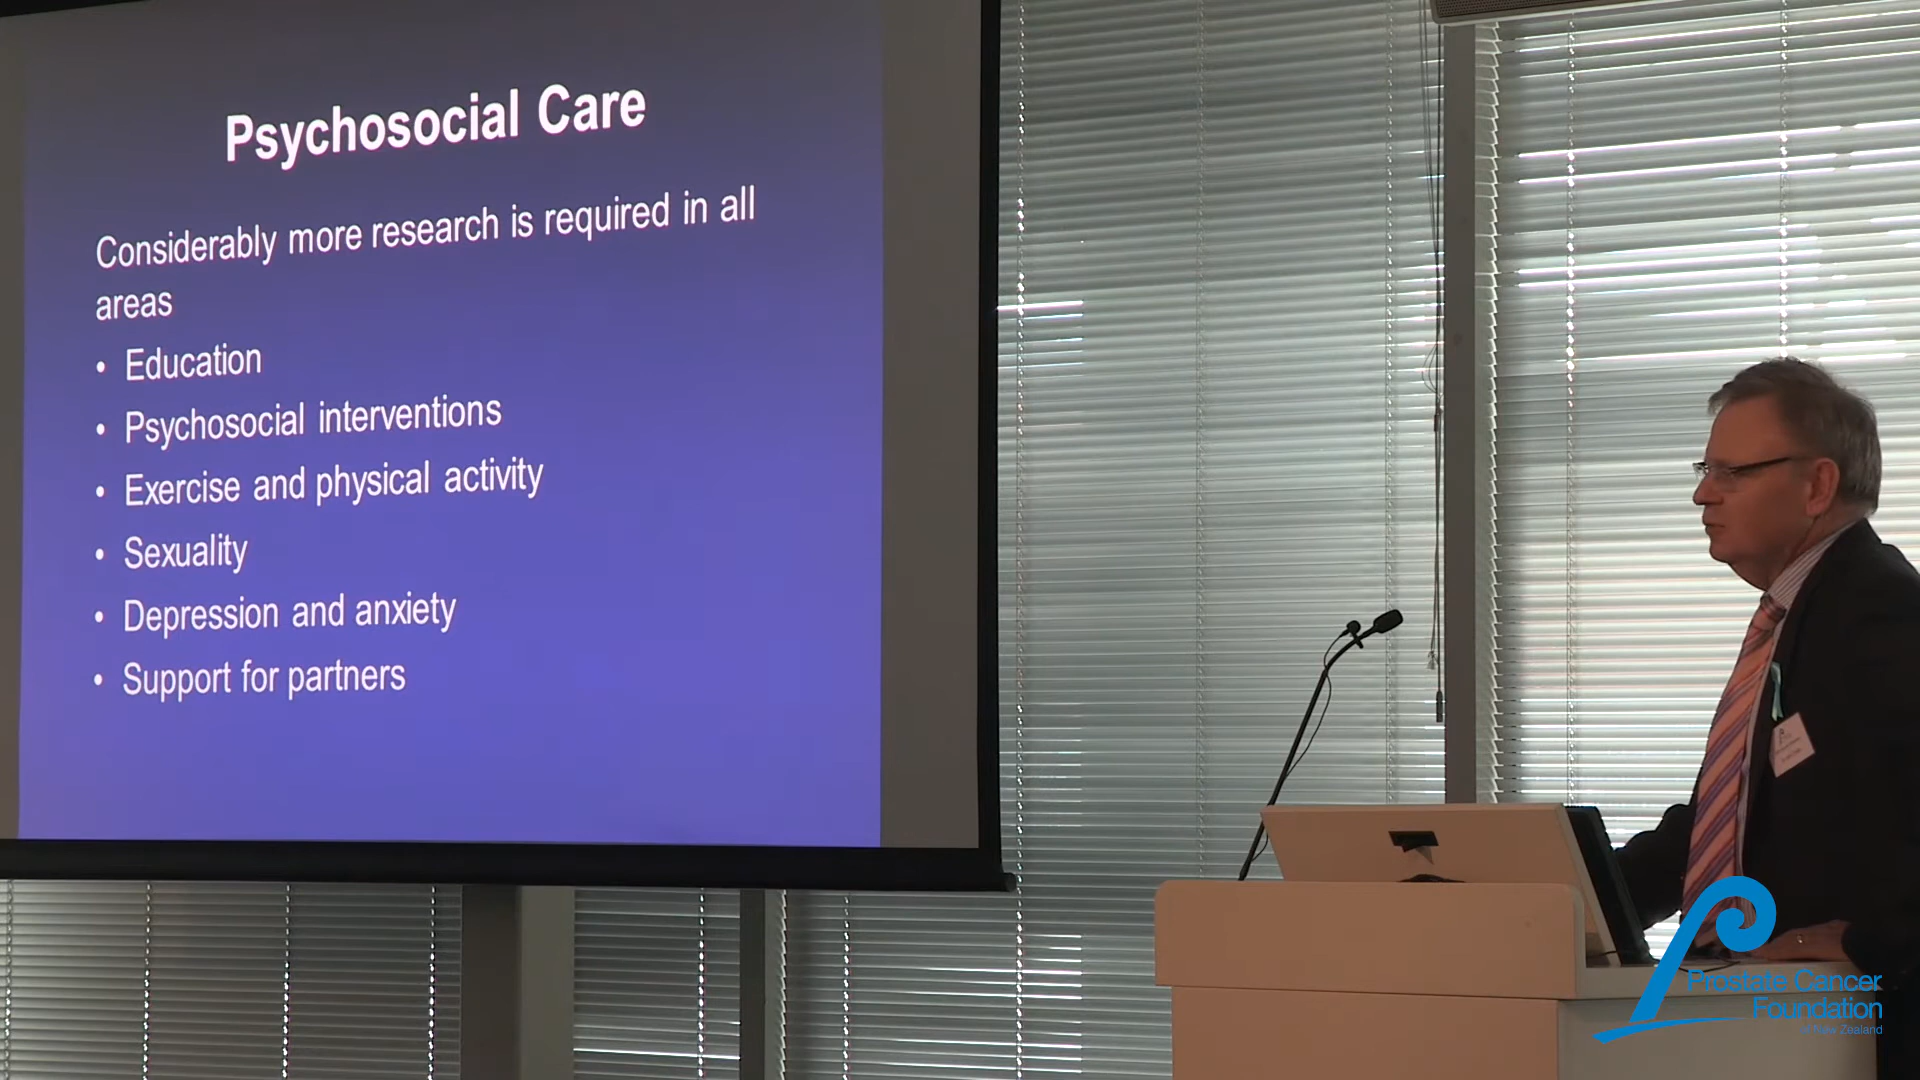 Psychosocial Care
Considerably more research is required in all
areas
• Education
• Psychosocial interventions
• Exercise and physical activity
• Sexuality
• Depression and anxiety
• Support for partners
Prostate Cancer
Foundation
of New Zealand